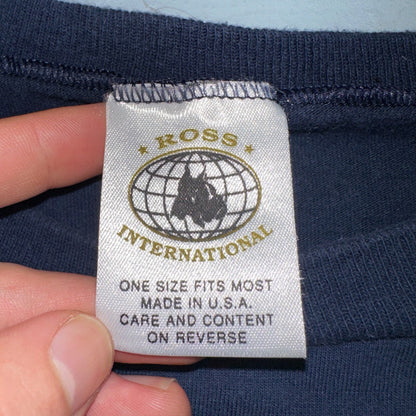 ★ ROSS ★
INTERNATIONAL
ONE SIZE FITS MOST
MADE IN U.S.A.
CARE AND CONTENT
ON REVERSE